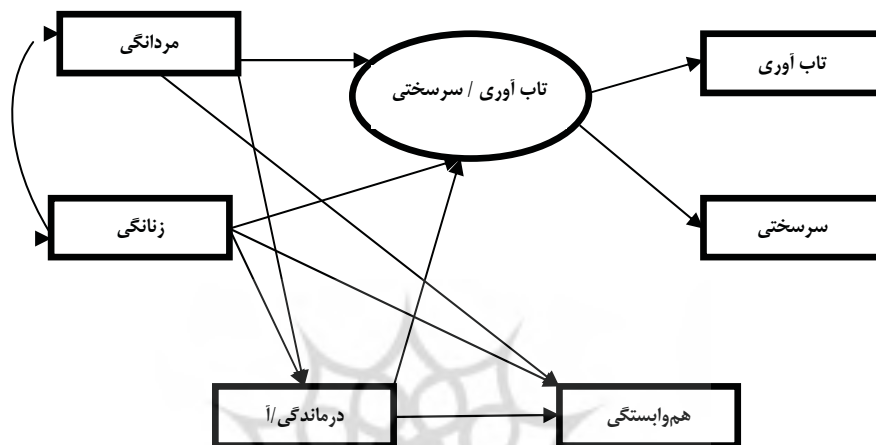 مردانگی
تاب آوری / سرسختی
تاب آوری
زنانگی
سرسختی
درماندگی/آ
هم‌وابستگی